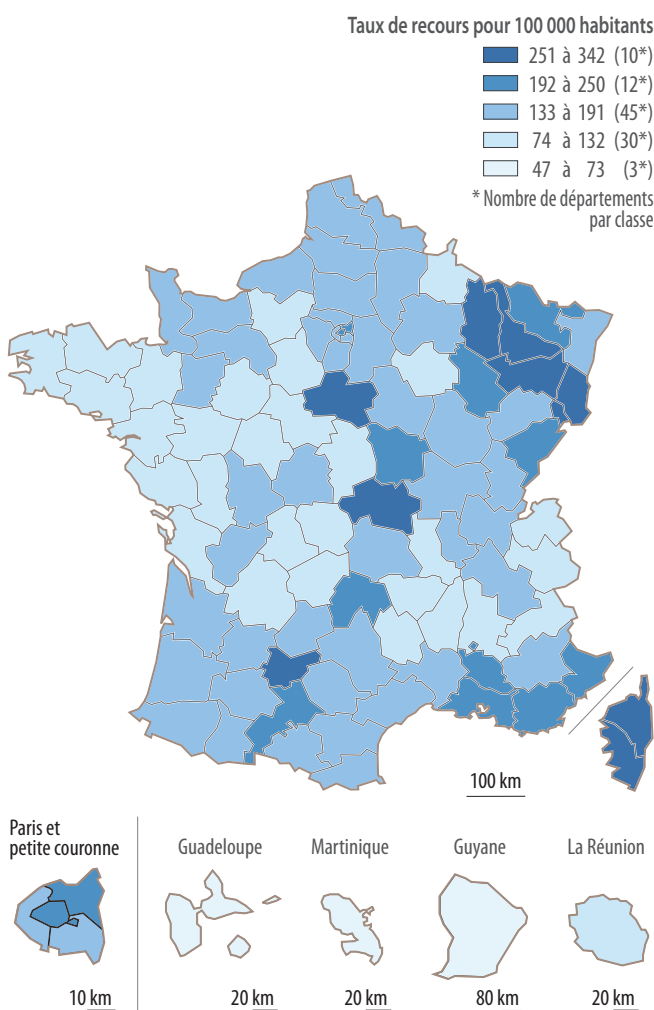 Taux de recours pour 100 000 habitants
251 à 342 (10*)
192 à 250 (12*)
133 à 191 (45*)
74 à 132 (30*)
47 à 73 (3*)
* Nombre de départements
par classe
100 km
Paris et
petite couronne
Guadeloupe
Martinique
Guyane
La Réunion
10 km
20 km
20 km
80 km
20 km